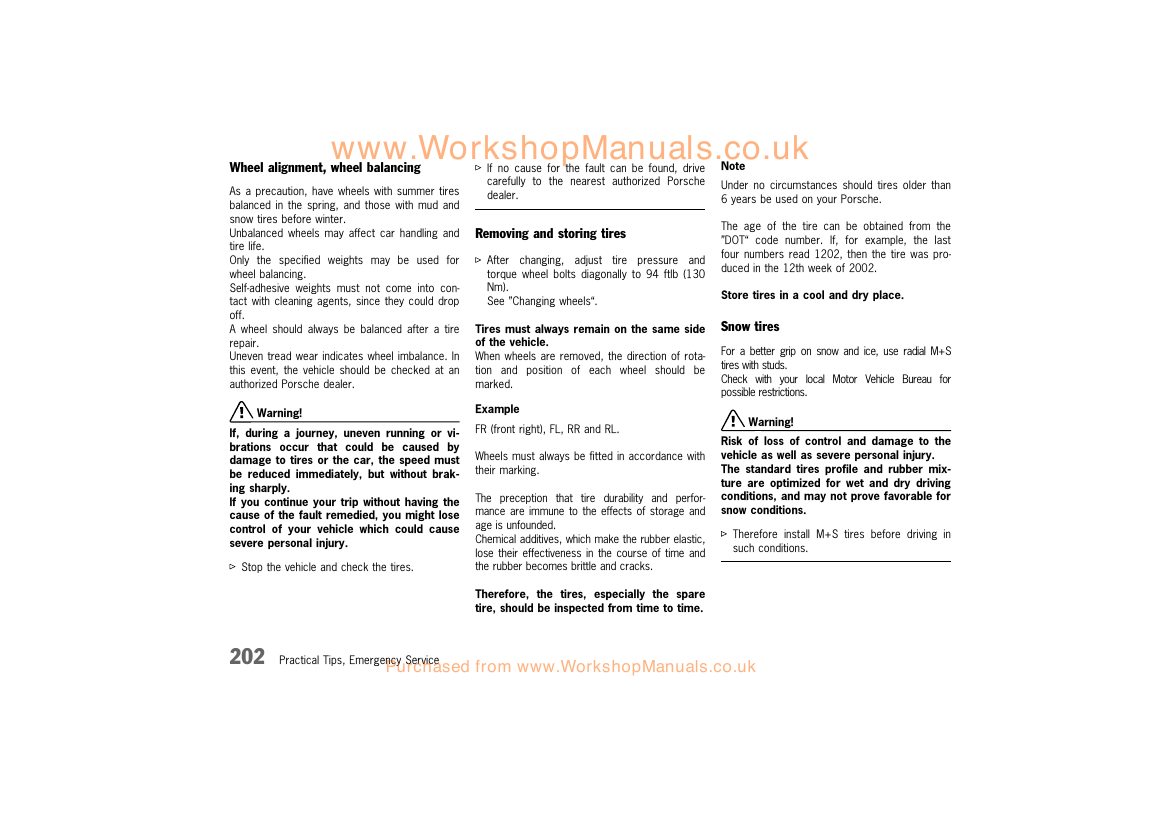 www.WorkshopManuals.co.uk
Wheel alignment, wheel balancing
As a precaution, have wheels with summer tires
balanced in the spring, and those with mud and
snow tires before winter.
Unbalanced wheels may affect car handling and
tire life.
Only the specified weights may be used for
wheel balancing.
Self-adhesive weights must not come into con-
tact with cleaning agents, since they could drop
off.
A wheel should always be balanced after a tire
repair.
Uneven tread wear indicates wheel imbalance. In
this event, the vehicle should be checked at an
authorized Porsche dealer.
Warning!
If, during a journey, uneven running or vi-
brations occur that could be caused by
damage to tires or the car, the speed must
be reduced immediately, but without brak-
ing sharply.
If you continue your trip without having the
cause of the fault remedied, you might lose
control of your vehicle which could cause
severe personal injury.
▷ Stop the vehicle and check the tires.
▷ If no cause for the fault can be found, drive
carefully to the nearest authorized Porsche
dealer.
Removing and storing tires
▷ After changing, adjust tire pressure and
torque wheel bolts diagonally to 94 ftlb (130
Nm).
See ”Changing wheels“.
Tires must always remain on the same side
of the vehicle.
When wheels are removed, the direction of rota-
tion and position of each wheel should be
marked.
Example
FR (front right), FL, RR and RL.
Wheels must always be fitted in accordance with
their marking.
The preception that tire durability and perfor-
mance are immune to the effects of storage and
age is unfounded.
Chemical additives, which make the rubber elastic,
lose their effectiveness in the course of time and
the rubber becomes brittle and cracks.
Therefore, the tires, especially the spare
tire, should be inspected from time to time.
Note
Under no circumstances should tires older than
6 years be used on your Porsche.
The age of the tire can be obtained from the
”DOT“ code number. If, for example, the last
four numbers read 1202, then the tire was pro-
duced in the 12th week of 2002.
Store tires in a cool and dry place.
Snow tires
For a better grip on snow and ice, use radial M+S
tires with studs.
Check with your local Motor Vehicle Bureau for
possible restrictions.
Warning!
Risk of loss of control and damage to the
vehicle as well as severe personal injury.
The standard tires profile and rubber mix-
ture are optimized for wet and dry driving
conditions, and may not prove favorable for
snow conditions.
▷ Therefore install M+S tires before driving in
such conditions.
202 Practical Tips, Emergency Service
Purchased from www.WorkshopManuals.co.uk